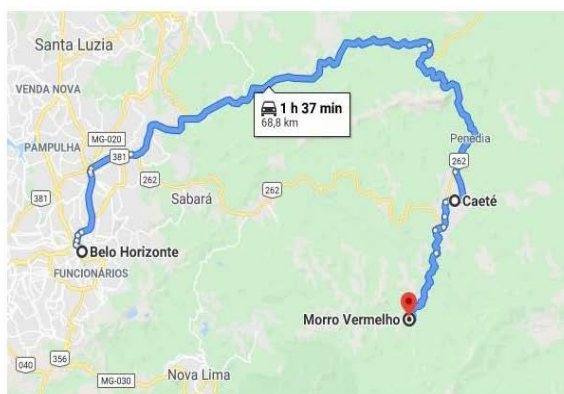 Santa Luzia
VENDA NOVA
1 h 37 min
68,8 km
MG-020
PAMPULHA
381
Penedia
262
381
262
262
Sabará
Caeté
Belo Horizonte
FUNCIONÁRIOS
Morro Vermelho
356
040
MG-030
Nova Lima